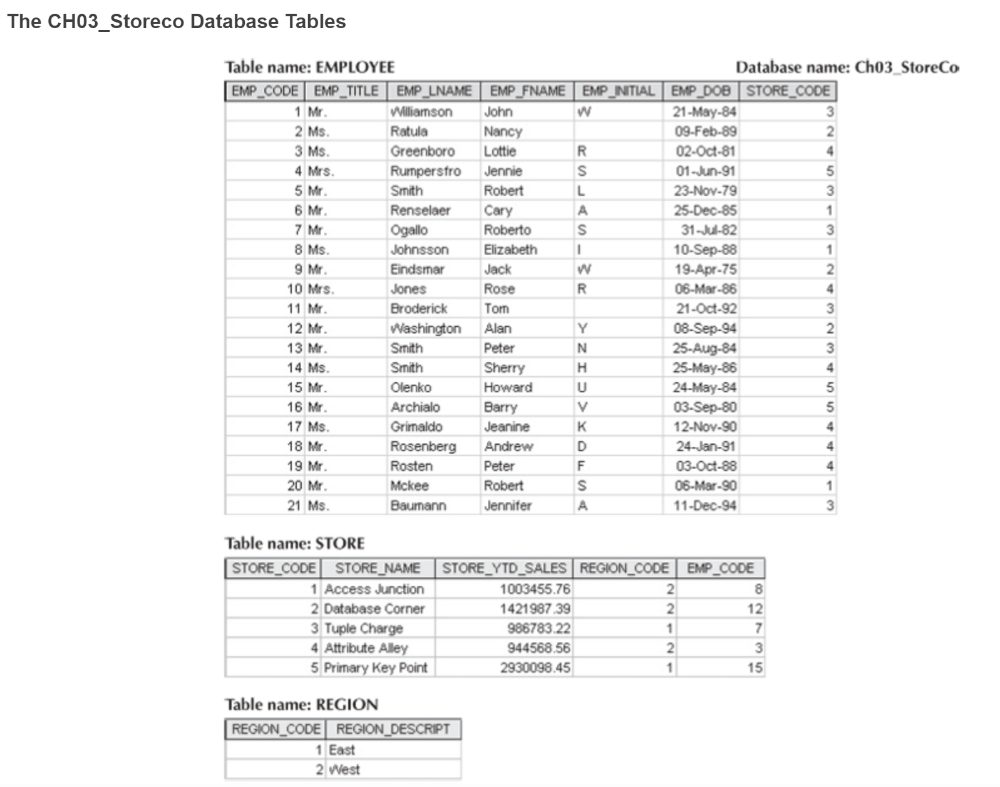 The CH03_Storeco Database Tables
Table name: EMPLOYEE Database name: Ch03_StoreCo
EMP_CODE EMP_TITLE EMP_LNAME EMP_FNAME EMP_INITIAL EMP_DOB STORE_CODE
1 Mr. Williamson John W 21-May-84 3
2 Ms. Ratula Nancy 09-Feb-89 2
3 Ms. Greenboro Lottie R 02-Oct-81 4
4 Mrs. Rumpersfro Jennie S 01-Jun-91 5
5 Mr. Smith Robert L 23-Nov-79 3
6 Mr. Renselaer Cary A 25-Dec-85 1
7 Mr. Ogallo Roberto S 31-Jul-82 3
8 Ms. Johnsson Elizabeth I 10-Sep-88 1
9 Mr. Eindsmar Jack W 19-Apr-75 2
10 Mrs. Jones Rose R 06-Mar-86 4
11 Mr. Broderick Tom 21-Oct-92 3
12 Mr. Washington Alan Y 08-Sep-94 2
13 Mr. Smith Peter N 25-Aug-84 3
14 Ms. Smith Sherry H 25-May-86 4
15 Mr. Olenko Howard U 24-May-84 5
16 Mr. Archialo Barry V 03-Sep-80 5
17 Ms. Grimaldo Jeanine K 12-Nov-90 4
18 Mr. Rosenberg Andrew D 24-Jan-91 4
19 Mr. Rosten Peter F 03-Oct-88 4
20 Mr. Mckee Robert S 06-Mar-90 1
21 Ms. Baumann Jennifer A 11-Dec-94 3
Table name: STORE
STORE_CODE STORE_NAME STORE_YTD_SALES REGION_CODE EMP_CODE
1 Access Junction 1003455.76 2 8
2 Database Corner 1421987.39 2 12
3 Tuple Charge 986783.22 1 7
4 Attribute Alley 944568.56 2 3
5 Primary Key Point 2930098.45 1 15
Table name: REGION
REGION_CODE REGION_DESCRIPT
1 East
2 West